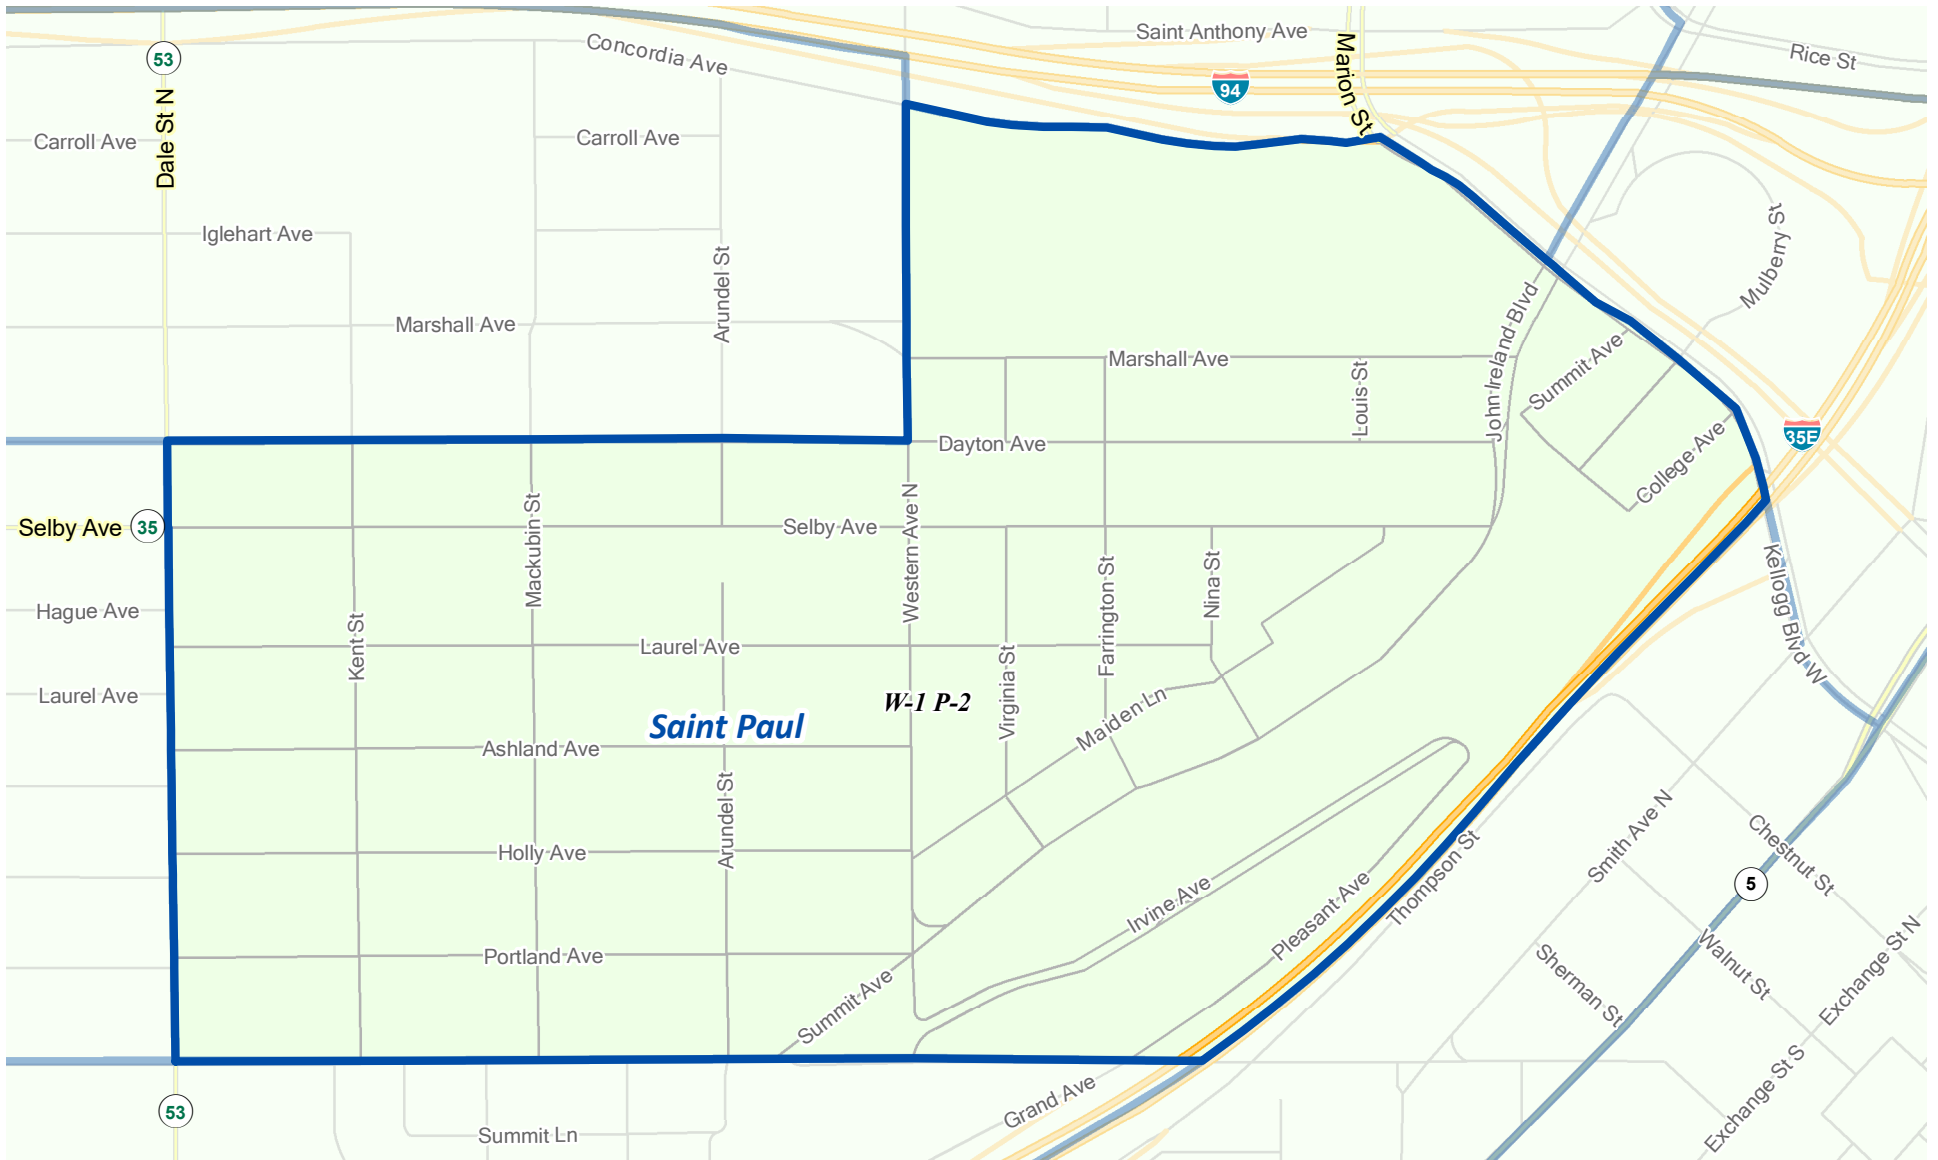 Saint Anthony Ave
Concordia Ave
Marion St
Rice St
53
94
Dale St N
Carroll Ave
Carroll Ave
Iglehart Ave
Arundel St
Mulberry St
Marshall Ave
John Ireland Blvd
Marshall Ave
Louis St
Summit Ave
Dayton Ave
35E
College Ave
Selby Ave
35
Mackubin St
Selby Ave
Western Ave N
Farrington St
Nina St
Kellogg Blvd W
Hague Ave
Kent St
Laurel Ave
Virginia St
Laurel Ave
W-1 P-2
Maiden Ln
Saint Paul
Ashland Ave
Arundel St
Holly Ave
Thompson St
Smith Ave N
Chestnut St
5
Irvine Ave
Pleasant Ave
Portland Ave
Summit Ave
Sherman St
Walnut St
Exchange St N
53
Grand Ave
Exchange St S
Summit Ln